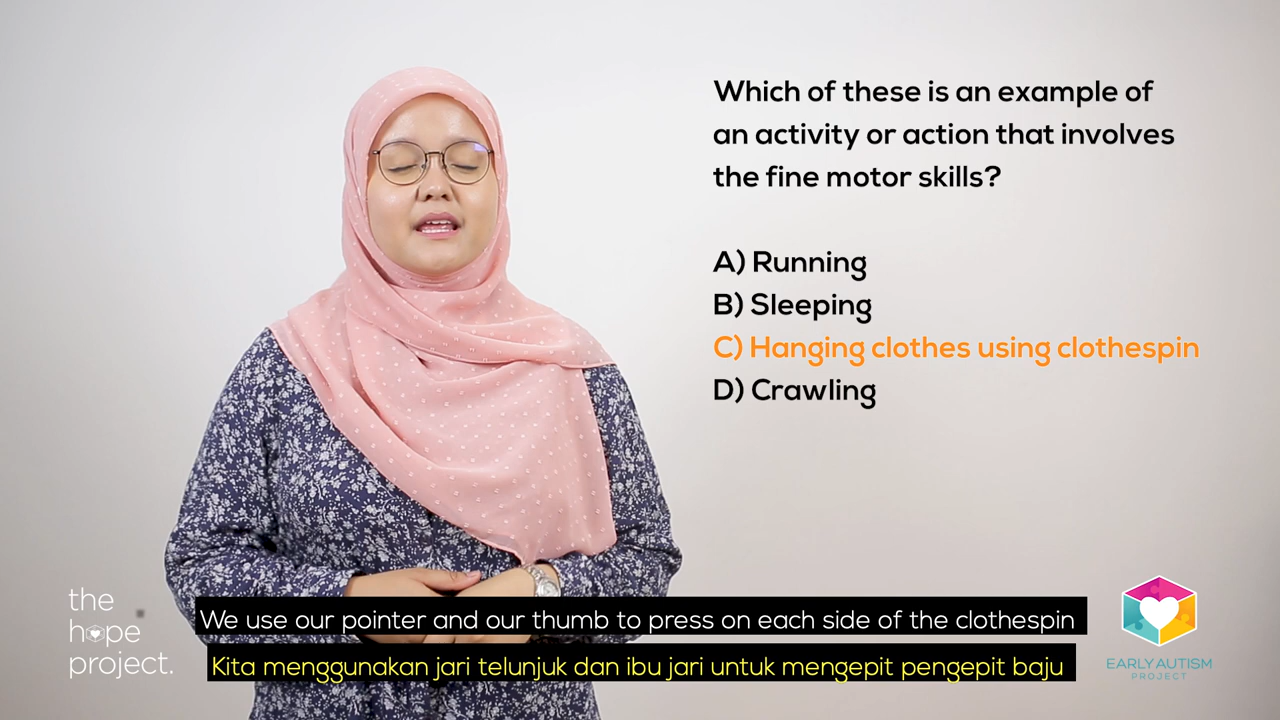 Which of these is an example of
an activity or action that involves
the fine motor skills?
A) Running
B) Sleeping
C) Hanging clothes using clothespin
D) Crawling
the
hope
project.
We use our pointer and our thumb to press on each side of the clothespin
Kita menggunakan jari telunjuk dan ibu jari untuk mengepit pengepit baju
EARLY AUTISM
PROJECT